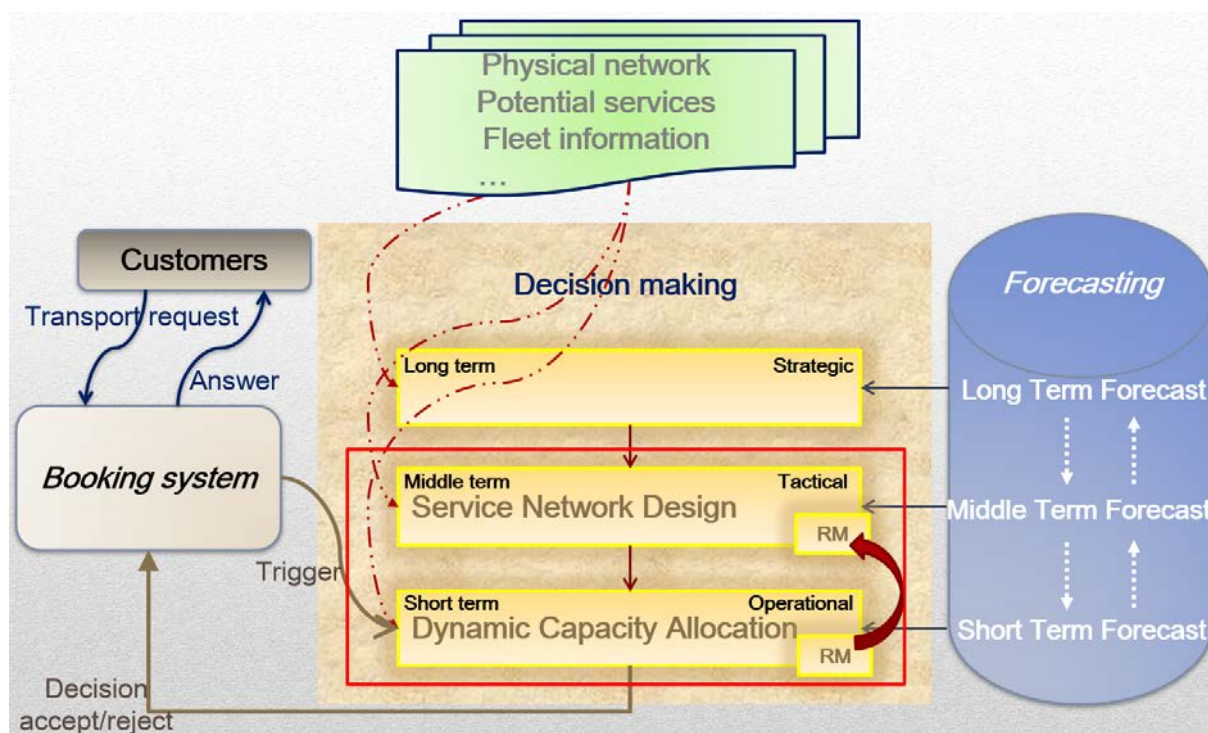 Physical network
Potential services
Fleet information
...
Customers
Transport request
Answer
Booking system
Trigger
Decision
accept/reject
Decision making
Long term
Strategic
Middle term
Tactical
Service Network Design
RM
Short term
Operational
Dynamic Capacity Allocation
RM
Forecasting
Long Term Forecast
Middle Term Forecast
Short Term Forecast